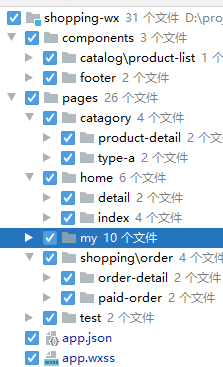 shopping-wx 31 个文件 D:\proj
components 3 个文件
catalog\product-list 1 个
footer 2 个文件
pages 26 个文件
catagory 4 个文件
product-detail 2 个文
type-a 2 个文件
home 6 个文件
detail 2 个文件
index 4 个文件
my 10 个文件
shopping\order 4 个文件
order-detail 2 个文
paid-order 2 个文件
test 2 个文件
app.json
app.wxss